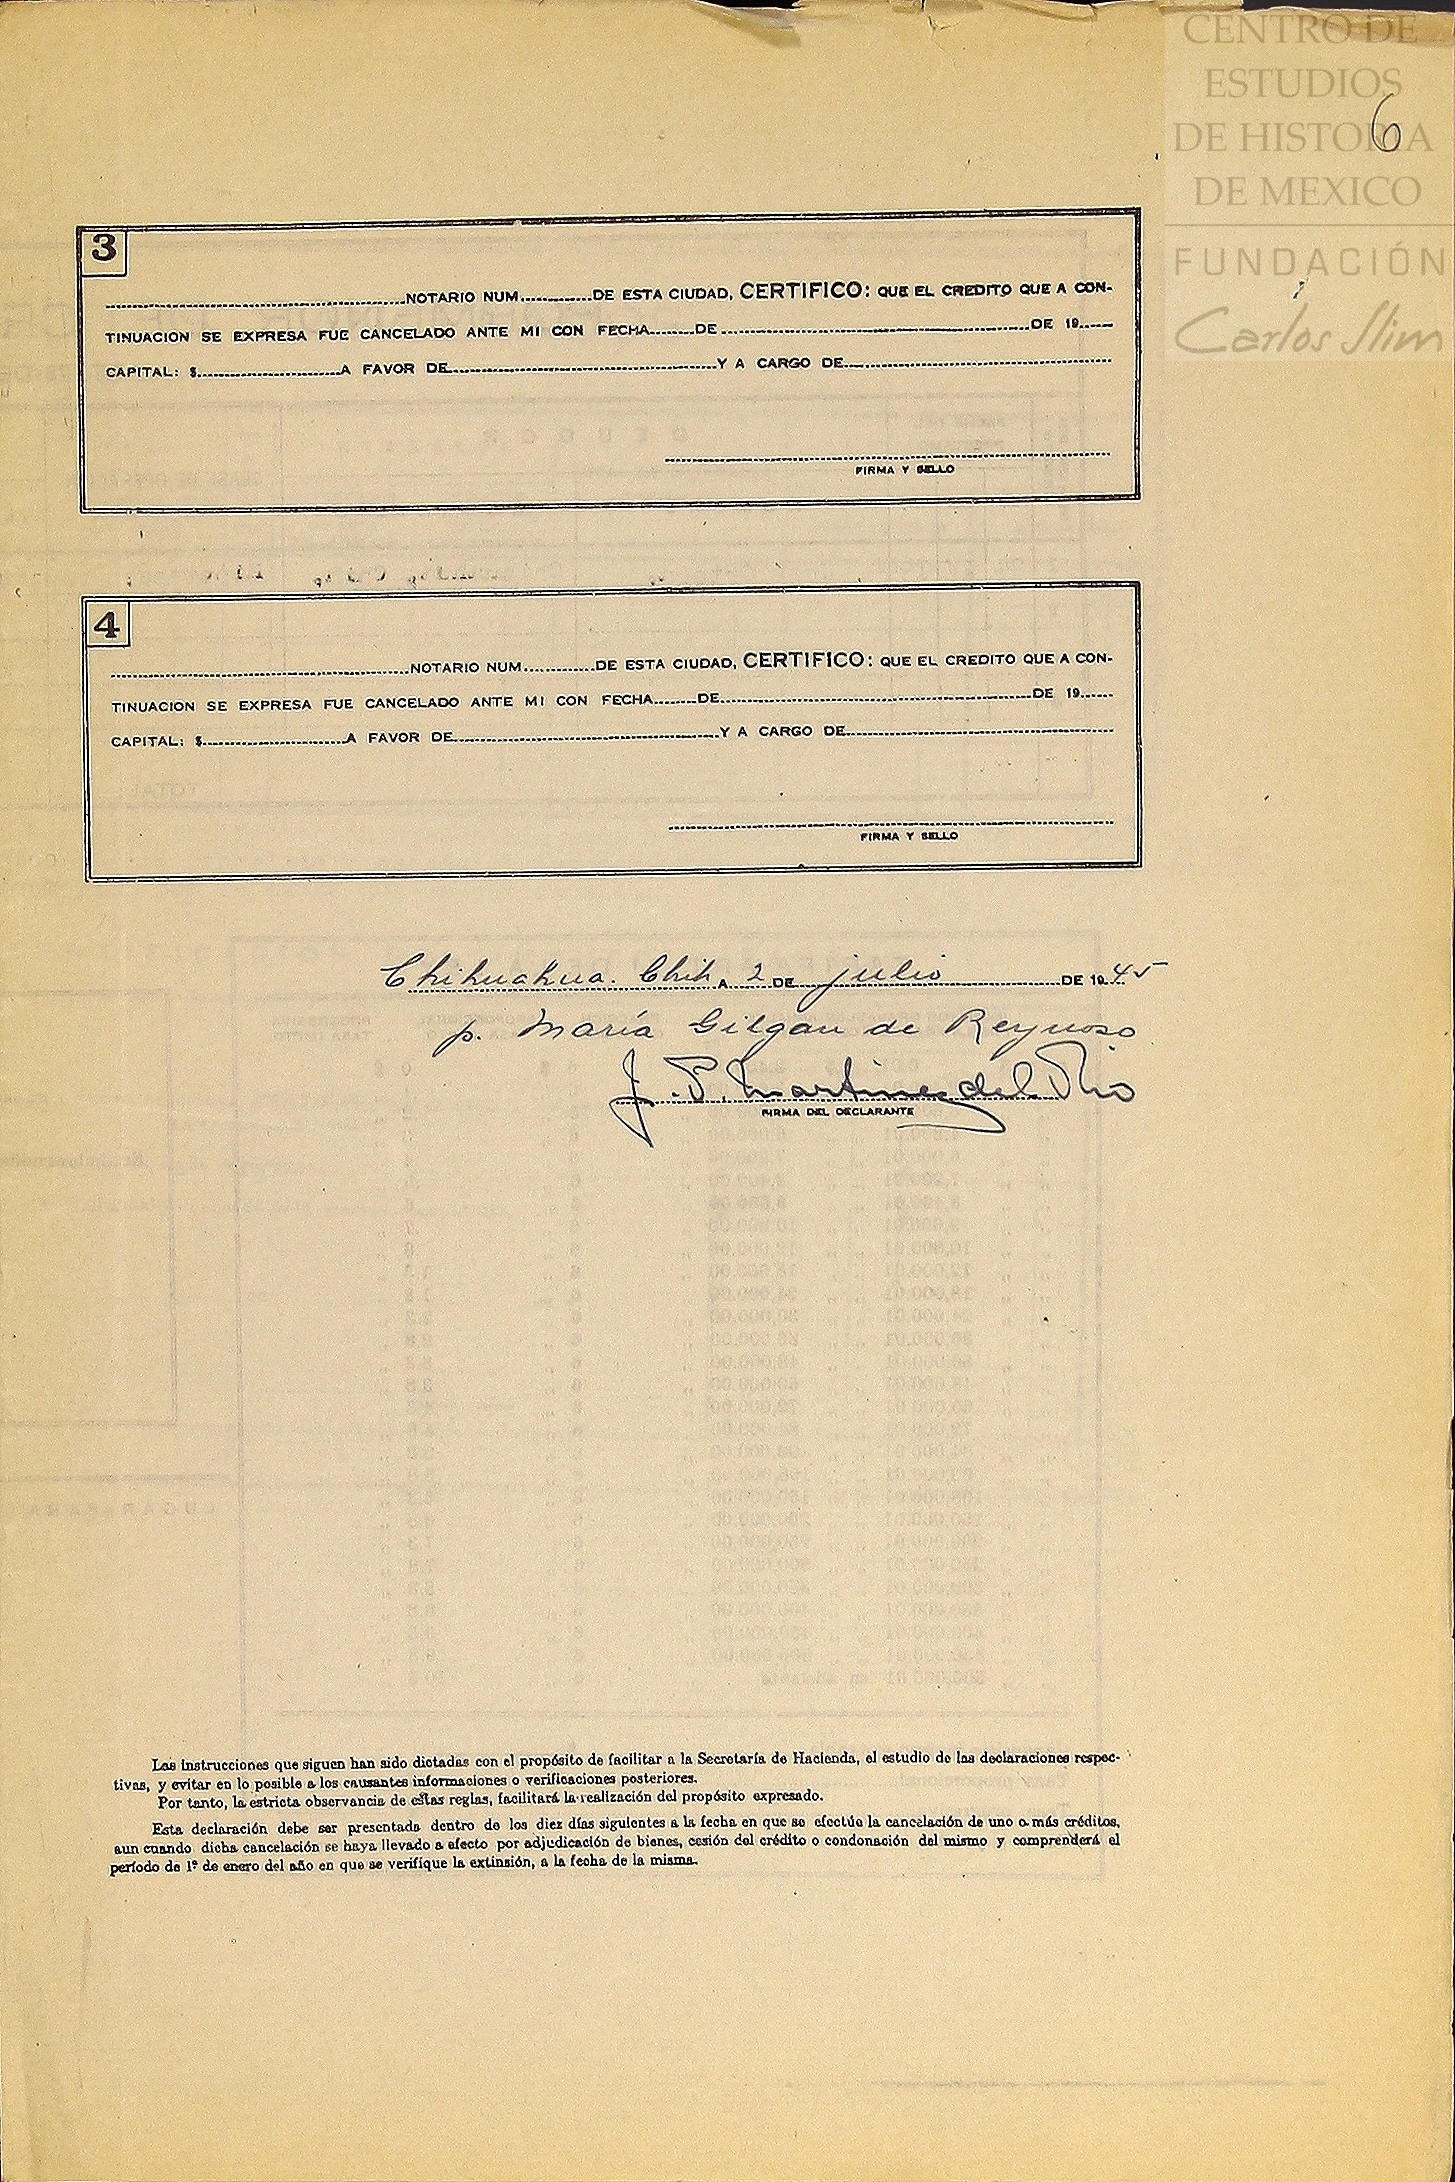 CENTRO DE
ESTUDIOS
DE HISTORIA
DE MEXICO
FUNDACIÓN
Carlos Slim
6
3
NOTARIO NUM. DE ESTA CIUDAD, CERTIFICO: QUE EL CREDITO QUE A CON-
TINUACION SE EXPRESA FUE CANCELADO ANTE MI CON FECHA DE DE 19
CAPITAL: $ A FAVOR DE Y A CARGO DE
FIRMA Y SELLO
4
NOTARIO NUM. DE ESTA CIUDAD, CERTIFICO: QUE EL CREDITO QUE A CON-
TINUACION SE EXPRESA FUE CANCELADO ANTE MI CON FECHA DE DE 19
CAPITAL: $ A FAVOR DE Y A CARGO DE
FIRMA Y SELLO
Chihuahua. Chih A 2 DE julio DE 1945
p. María Gilgan de Reynoso
J. P. Martinez del Rio
FIRMA DEL DECLARANTE
Las instrucciones que siguen han sido dictadas con el propósito de facilitar a la Secretaría de Hacienda, el estudio de las declaraciones respec-
tivas, y evitar en lo posible a los causantes informaciones o verificaciones posteriores.
Por tanto, la estricta observancia de estas reglas, facilitará la realización del propósito expresado.
Esta declaración debe ser presentada dentro de los diez días siguientes a la fecha en que se efectúe la cancelación de uno o más créditos,
aun cuando dicha cancelación se haya llevado a efecto por adjudicación de bienes, cesión del crédito o condonación del mismo y comprenderá el
período de 1º de enero del año en que se verifique la extinsión, a la fecha de la misma.